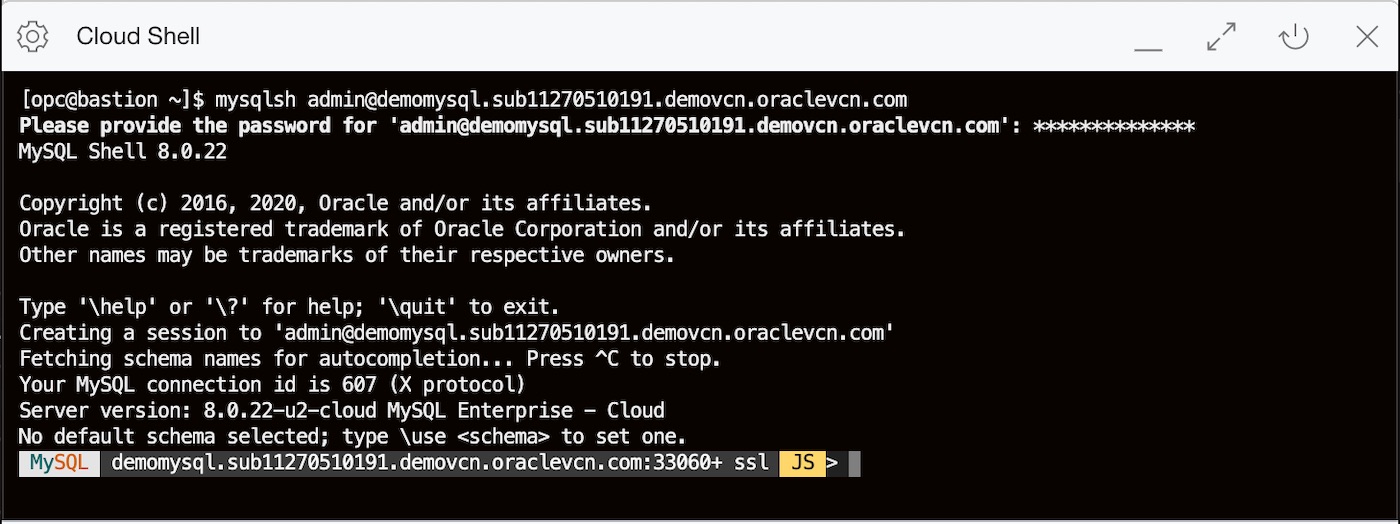 Cloud Shell
[opc@bastion ~]$ mysqlsh admin@demomysql.sub11270510191.demovcn.oraclevcn.com
Please provide the password for 'admin@demomysql.sub11270510191.demovcn.oraclevcn.com': **************
MySQL Shell 8.0.22
Copyright (c) 2016, 2020, Oracle and/or its affiliates.
Oracle is a registered trademark of Oracle Corporation and/or its affiliates.
Other names may be trademarks of their respective owners.
Type '\help' or '\?' for help; '\quit' to exit.
Creating a session to 'admin@demomysql.sub11270510191.demovcn.oraclevcn.com'
Fetching schema names for autocompletion... Press ^C to stop.
Your MySQL connection id is 607 (X protocol)
Server version: 8.0.22-u2-cloud MySQL Enterprise - Cloud
No default schema selected; type \use <schema> to set one.
MySQL demomysql.sub11270510191.demovcn.oraclevcn.com:33060+ ssl JS >